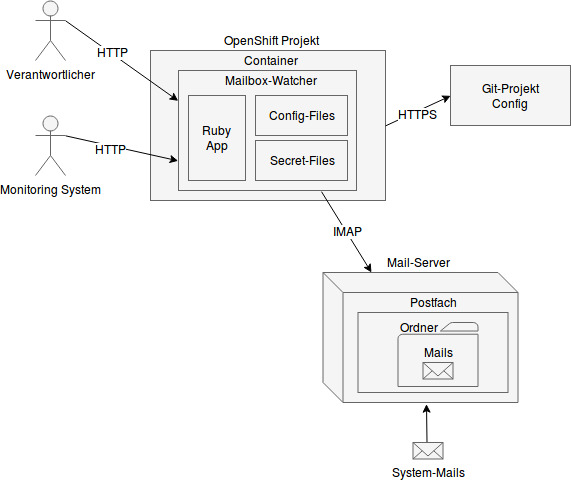 OpenShift Projekt
Container
Mailbox-Watcher
HTTP
Verantwortlicher
Ruby
App
Config-Files
Secret-Files
HTTP
Monitoring System
HTTPS
Git-Projekt
Config
IMAP
Mail-Server
Postfach
Ordner
Mails
System-Mails